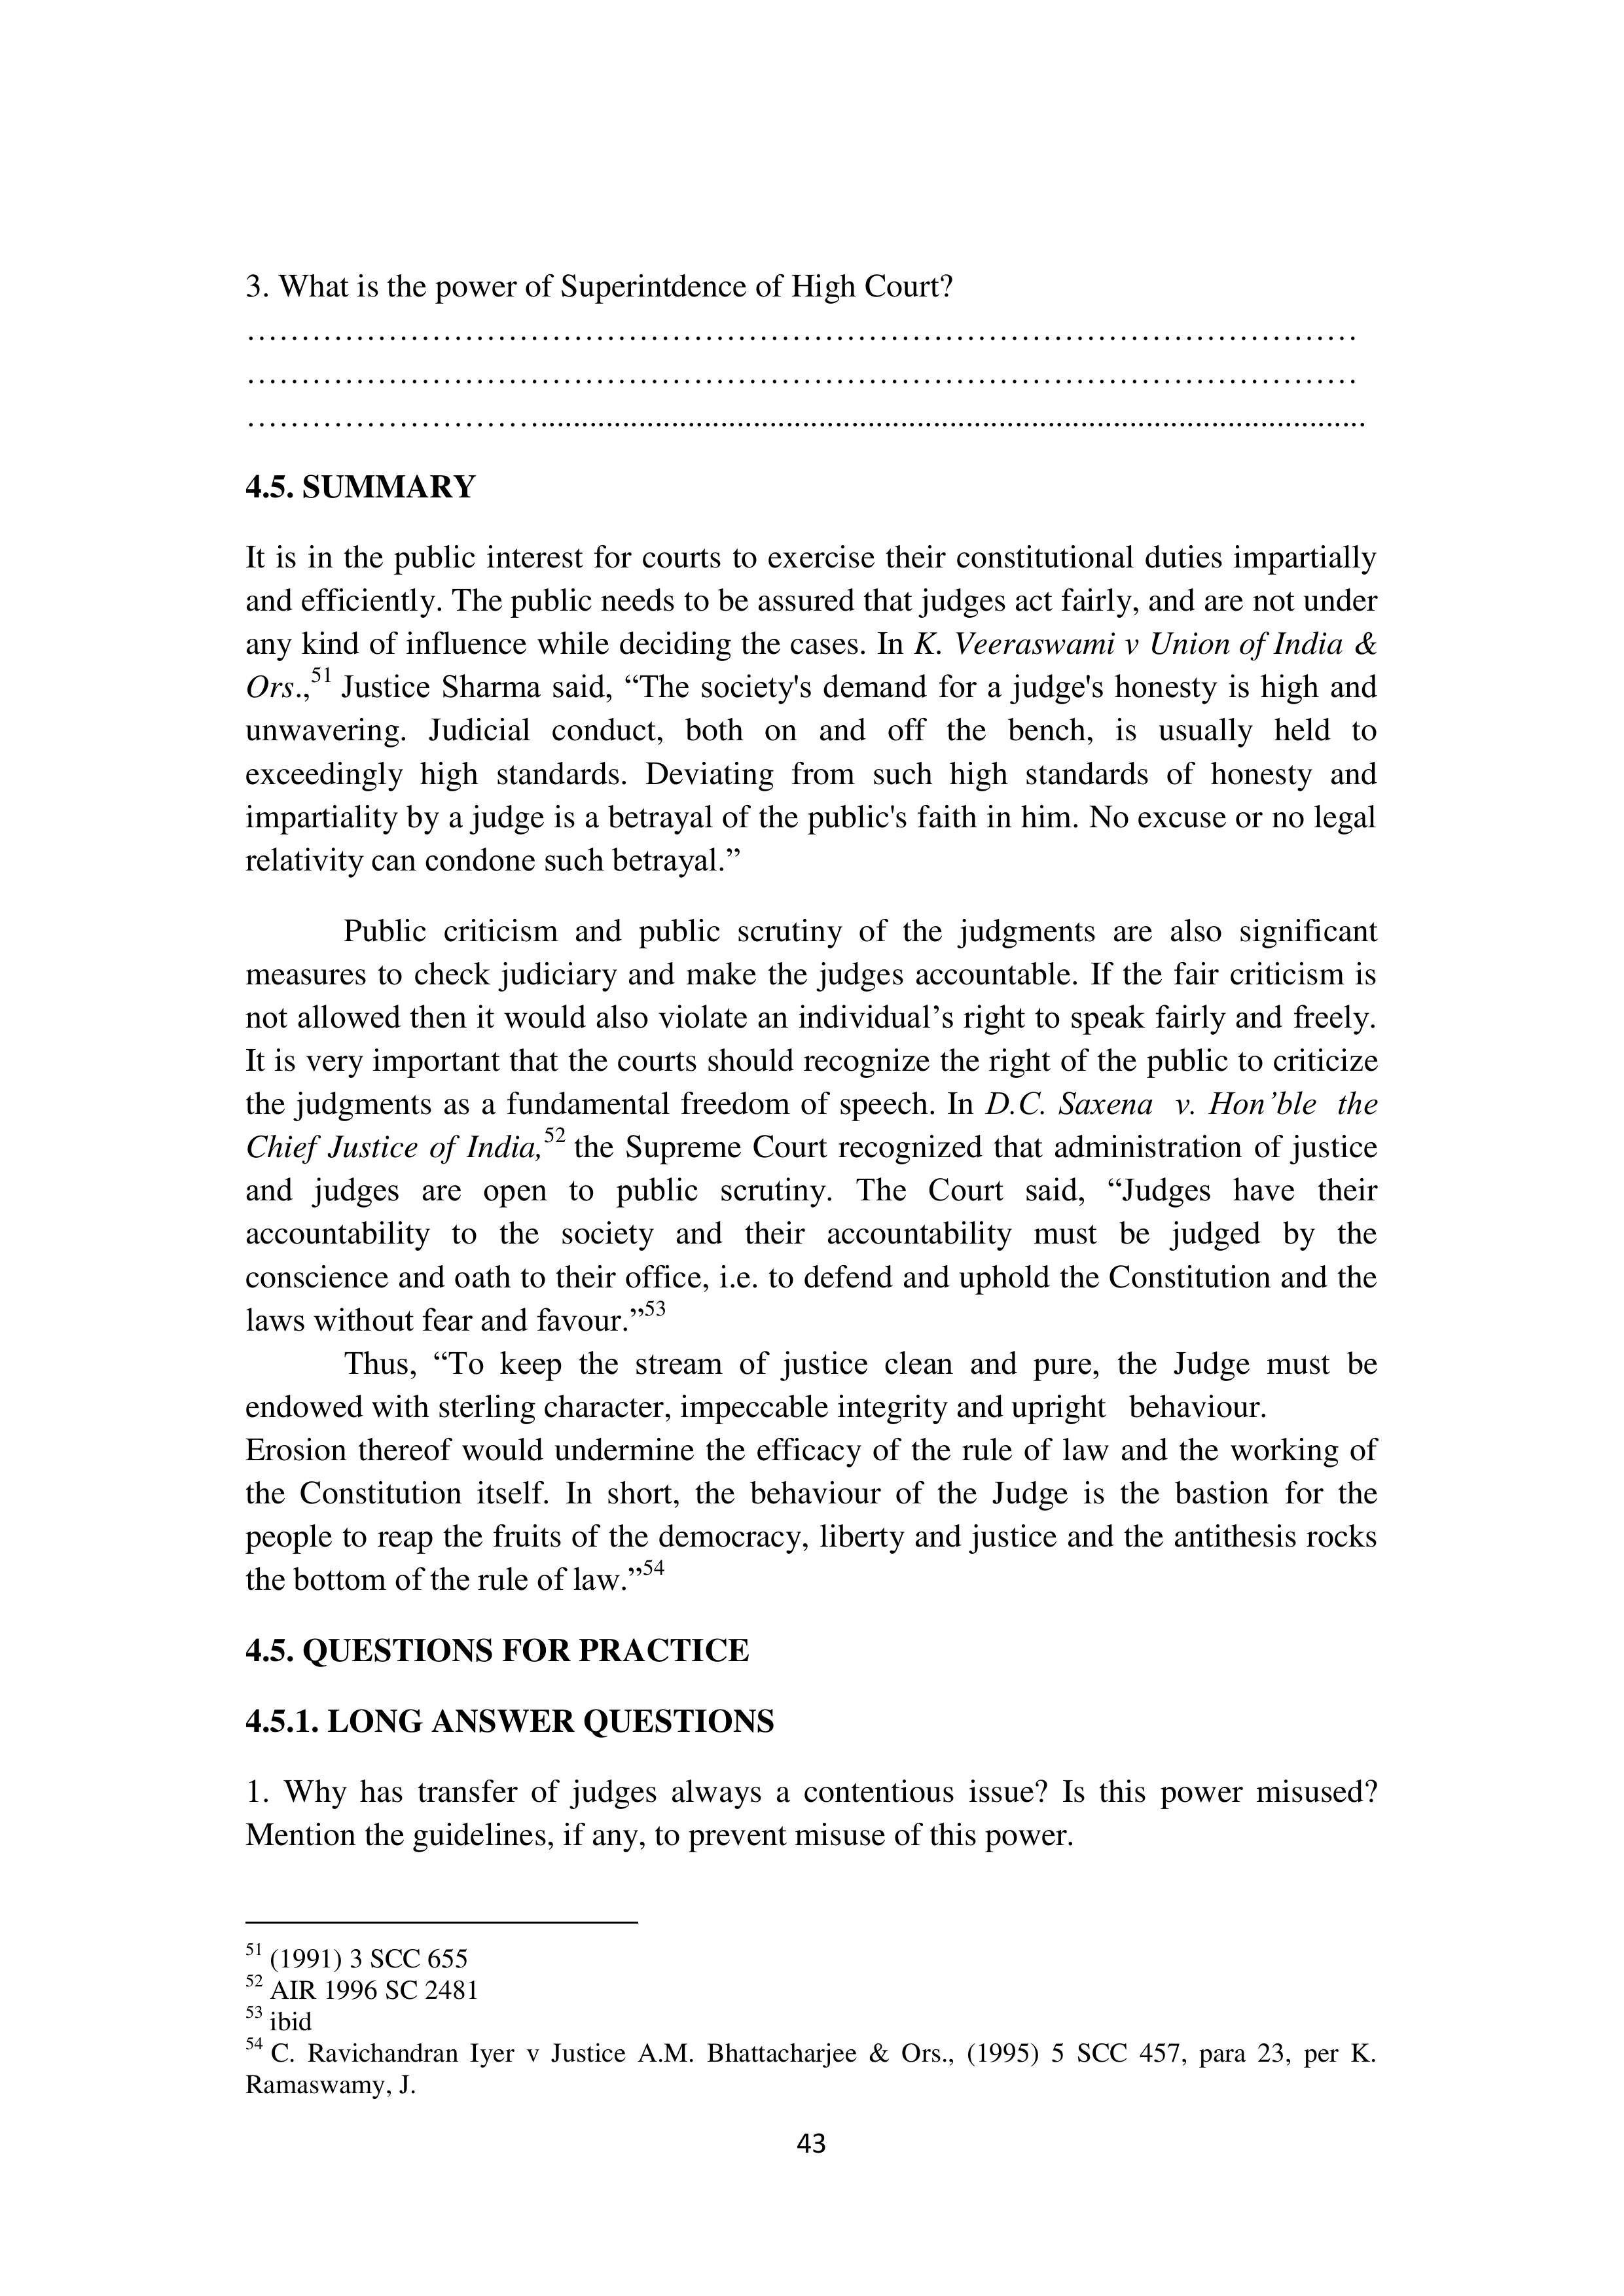 3. What is the power of Superintdence of High Court?
……………………………………………………………………………………………
……………………………………………………………………………………………
………………………......................................................................................................
4.5. SUMMARY
It is in the public interest for courts to exercise their constitutional duties impartially
and efficiently. The public needs to be assured that judges act fairly, and are not under
any kind of influence while deciding the cases. In K. Veeraswami v Union of India &
Ors.,51 Justice Sharma said, “The society's demand for a judge's honesty is high and
unwavering. Judicial conduct, both on and off the bench, is usually held to
exceedingly high standards. Deviating from such high standards of honesty and
impartiality by a judge is a betrayal of the public's faith in him. No excuse or no legal
relativity can condone such betrayal.”
Public criticism and public scrutiny of the judgments are also significant
measures to check judiciary and make the judges accountable. If the fair criticism is
not allowed then it would also violate an individual’s right to speak fairly and freely.
It is very important that the courts should recognize the right of the public to criticize
the judgments as a fundamental freedom of speech. In D.C. Saxena v. Hon’ble the
Chief Justice of India,52 the Supreme Court recognized that administration of justice
and judges are open to public scrutiny. The Court said, “Judges have their
accountability to the society and their accountability must be judged by the
conscience and oath to their office, i.e. to defend and uphold the Constitution and the
laws without fear and favour.”53
Thus, “To keep the stream of justice clean and pure, the Judge must be
endowed with sterling character, impeccable integrity and upright behaviour.
Erosion thereof would undermine the efficacy of the rule of law and the working of
the Constitution itself. In short, the behaviour of the Judge is the bastion for the
people to reap the fruits of the democracy, liberty and justice and the antithesis rocks
the bottom of the rule of law.”54
4.5. QUESTIONS FOR PRACTICE
4.5.1. LONG ANSWER QUESTIONS
1. Why has transfer of judges always a contentious issue? Is this power misused?
Mention the guidelines, if any, to prevent misuse of this power.
51 (1991) 3 SCC 655
52 AIR 1996 SC 2481
53 ibid
54 C. Ravichandran Iyer v Justice A.M. Bhattacharjee & Ors., (1995) 5 SCC 457, para 23, per K.
Ramaswamy, J.
43